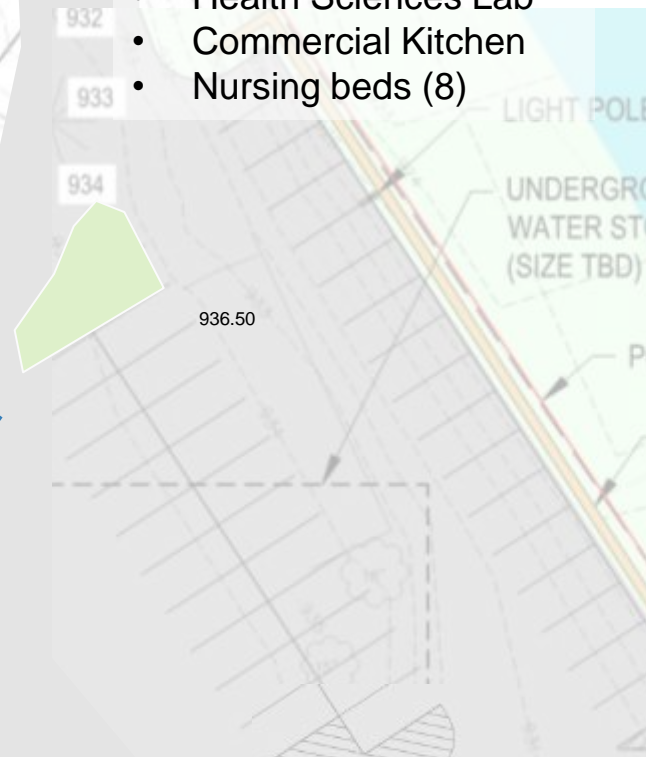 • Health Sciences Lab
932
• Commercial Kitchen
933 • Nursing beds (8)
LIGHT POLE
934
UNDERGRO
WATER STO
(SIZE TBD)
936.50
P